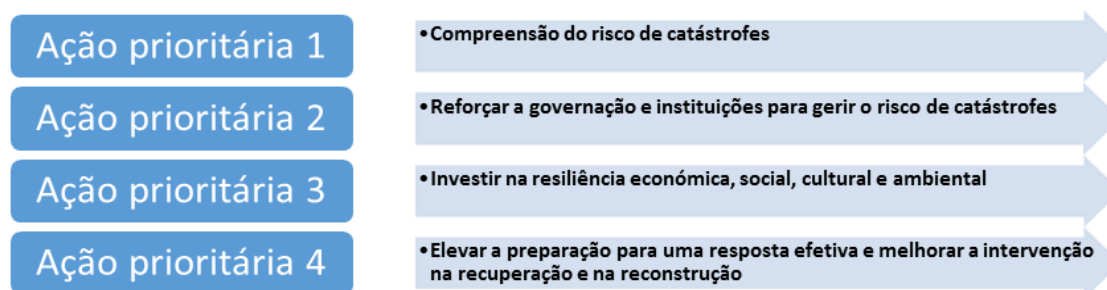 Ação prioritária 1
•Compreensão do risco de catástrofes
Ação prioritária 2
•Reforçar a governação e instituições para gerir o risco de catástrofes
Ação prioritária 3
•Investir na resiliência económica, social, cultural e ambiental
Ação prioritária 4
•Elevar a preparação para uma resposta efetiva e melhorar a intervenção
na recuperação e na reconstrução